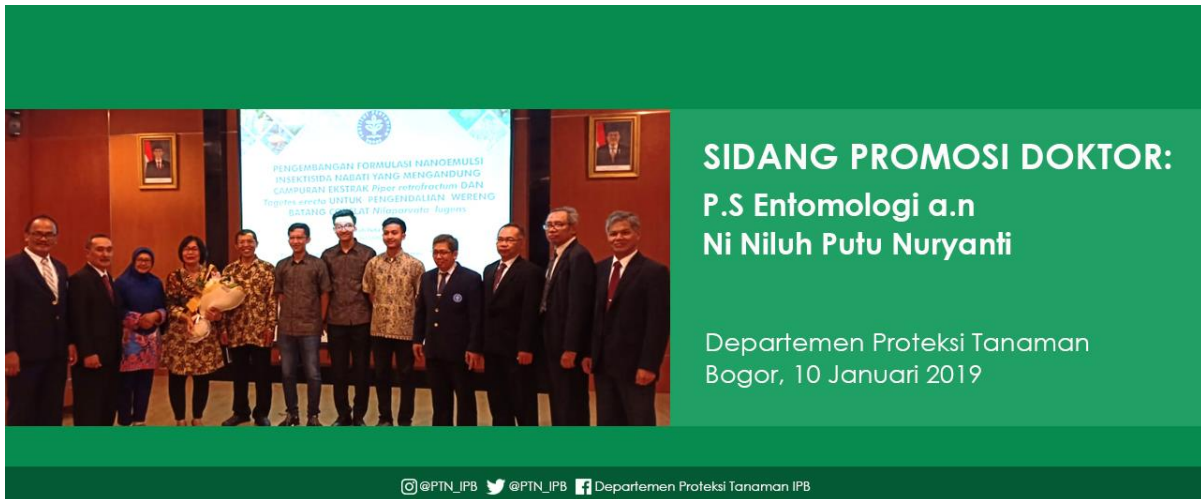 PENGEMBANGAN FORMULASI NANOEMULSI
INSEKTISIDA NABATI YANG MENGANDUNG
CAMPURAN EKSTRAK Piper retrofractum DAN
Tagetes erecta UNTUK PENGENDALIAN WERENG
BATANG Nilaparvata lugens
SIDANG PROMOSI DOKTOR:
P.S Entomologi a.n
Ni Niluh Putu Nuryanti
Departemen Proteksi Tanaman
Bogor, 10 Januari 2019
@PTN_IPB @PTN_IPB Departemen Proteksi Tanaman IPB